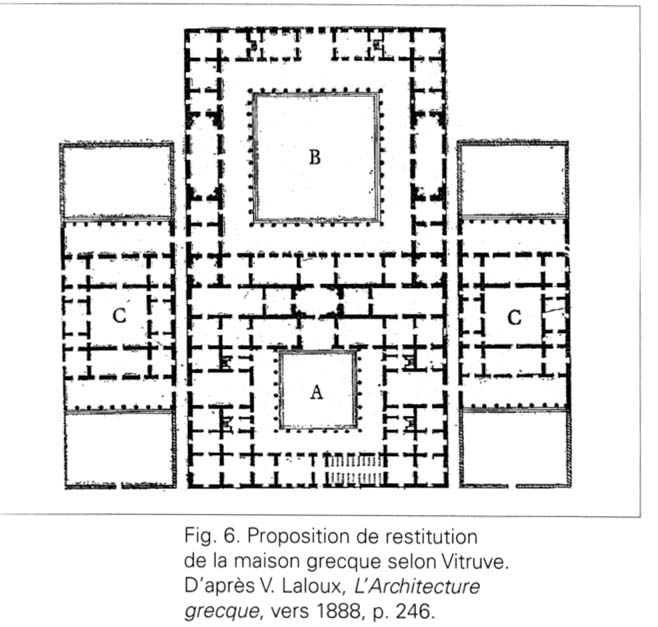 B
C
C
A
Fig. 6. Proposition de restitution
de la maison grecque selon Vitruve.
D'après V. Laloux, L'Architecture
grecque, vers 1888, p. 246.